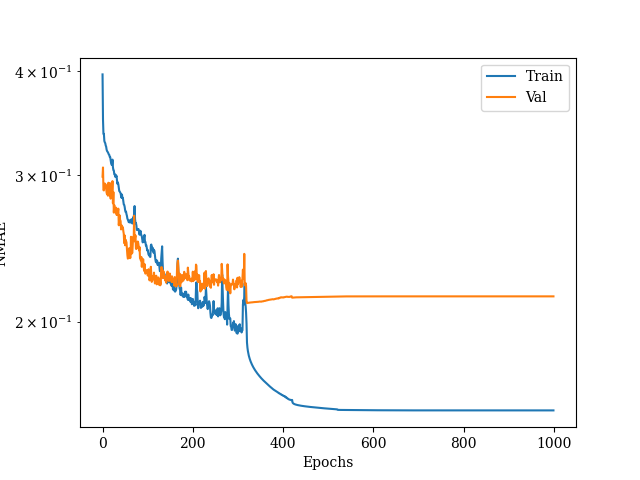 4 × 10⁻¹
3 × 10⁻¹
2 × 10⁻¹
NMAE
Train
Val
0 200 400 600 800 1000
Epochs